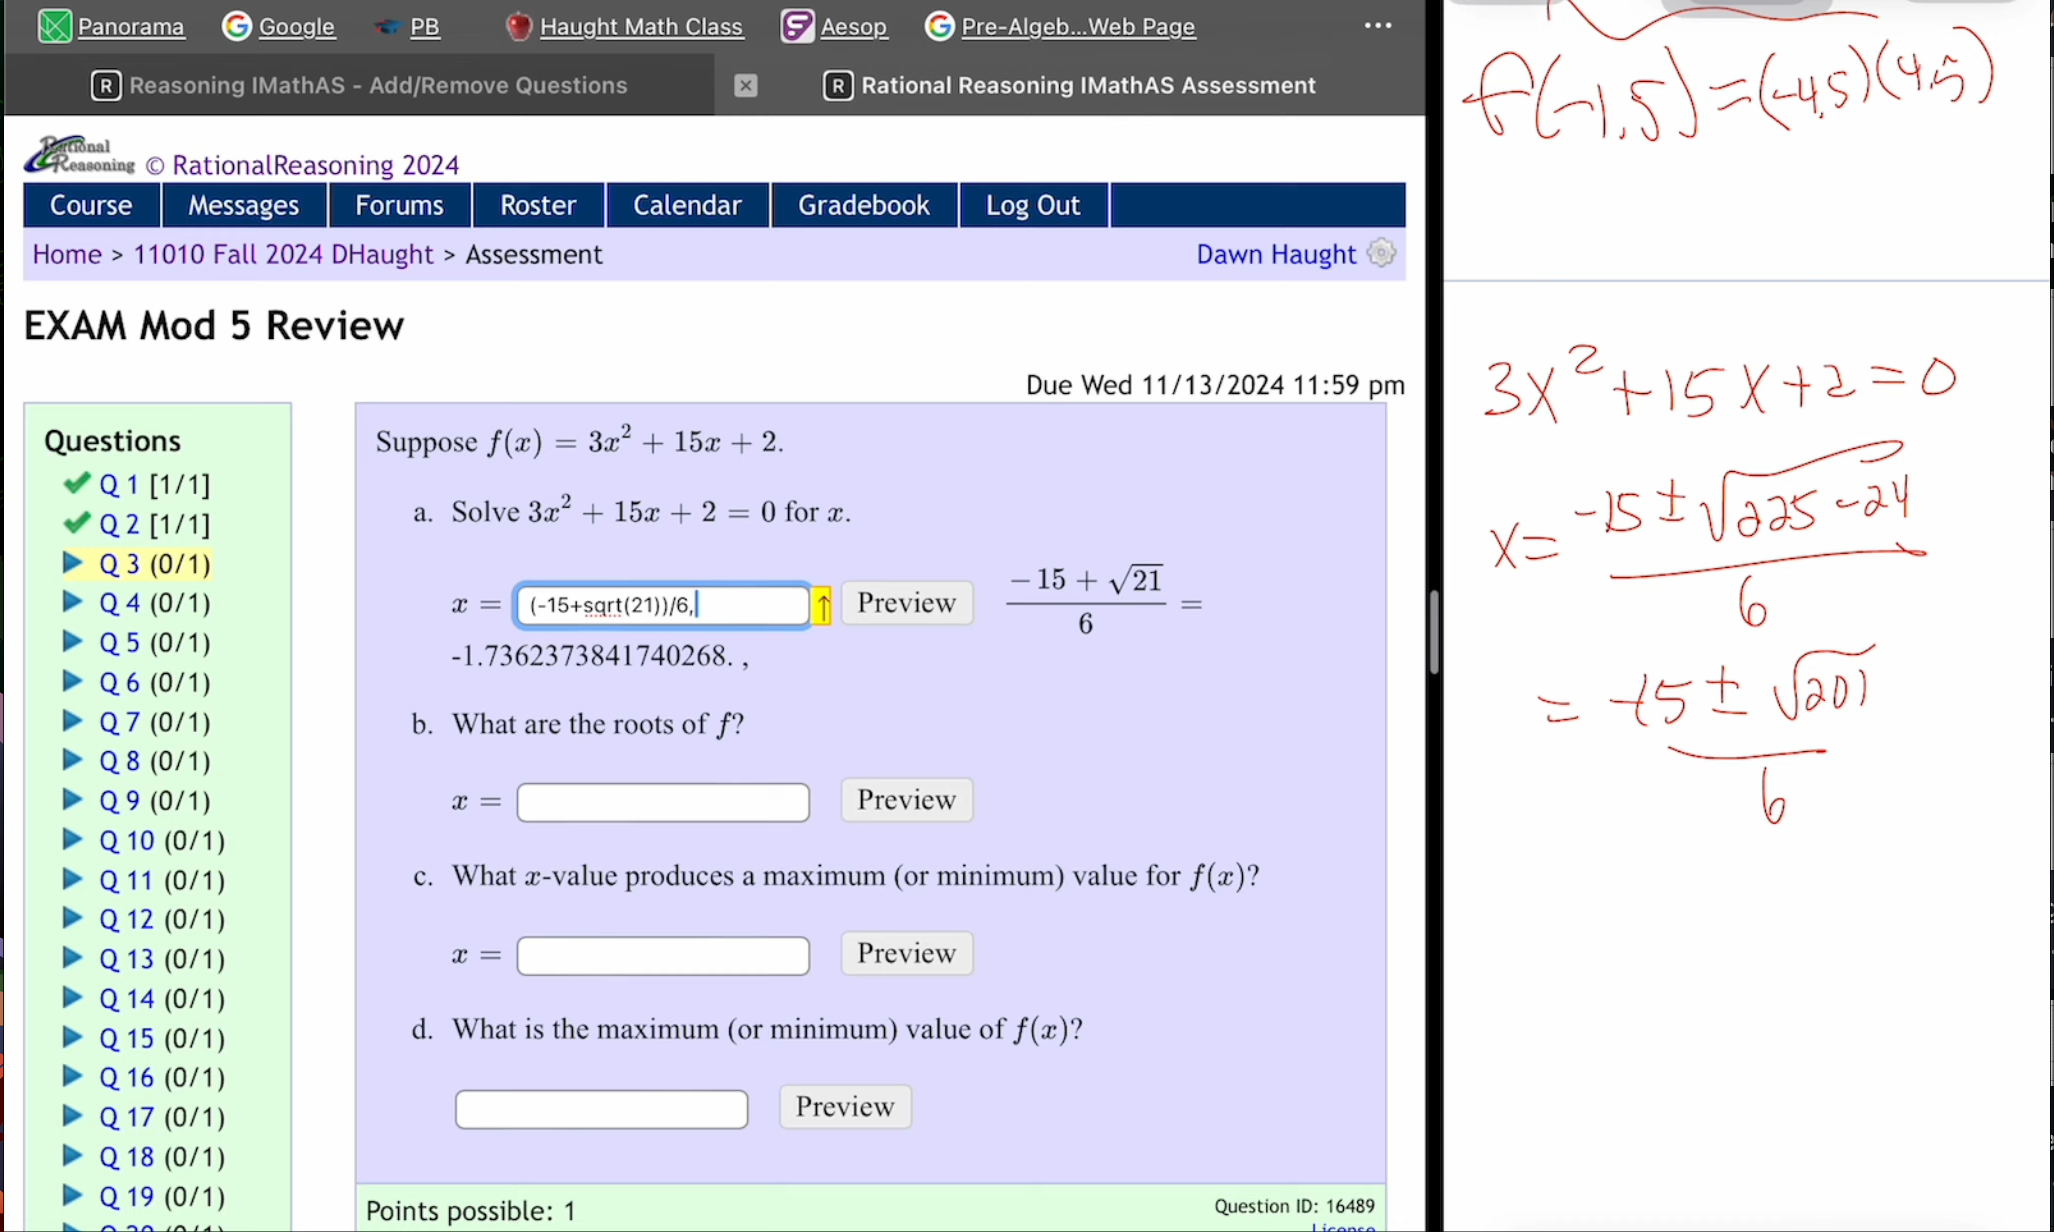 Panorama Google PB Haught Math Class Aesop Pre-Algeb...Web Page ...
R Reasoning IMathAS - Add/Remove Questions x R Rational Reasoning IMathAS Assessment
Rational Reasoning © RationalReasoning 2024
Course Messages Forums Roster Calendar Gradebook Log Out
Home > 11010 Fall 2024 DHaught > Assessment Dawn Haught
EXAM Mod 5 Review
Due Wed 11/13/2024 11:59 pm
Questions
Q 1 [1/1]
Q 2 [1/1]
Q 3 (0/1)
Q 4 (0/1)
Q 5 (0/1)
Q 6 (0/1)
Q 7 (0/1)
Q 8 (0/1)
Q 9 (0/1)
Q 10 (0/1)
Q 11 (0/1)
Q 12 (0/1)
Q 13 (0/1)
Q 14 (0/1)
Q 15 (0/1)
Q 16 (0/1)
Q 17 (0/1)
Q 18 (0/1)
Q 19 (0/1)
Suppose f(x) = 3x² + 15x + 2.
a. Solve 3x² + 15x + 2 = 0 for x.
x = (-15+sqrt(21))/6, ↑ Preview (−15 + √21)/6 =
-1.7362373841740268. ,
b. What are the roots of f?
x = Preview
c. What x-value produces a maximum (or minimum) value for f(x)?
x = Preview
d. What is the maximum (or minimum) value of f(x)?
Preview
Points possible: 1
Question ID: 16489
License
f(-1.5)=(-4.5)(4.5)
3x²+15x+2=0
x= (-15±√(225-24))/6
= (-15±√201)/6